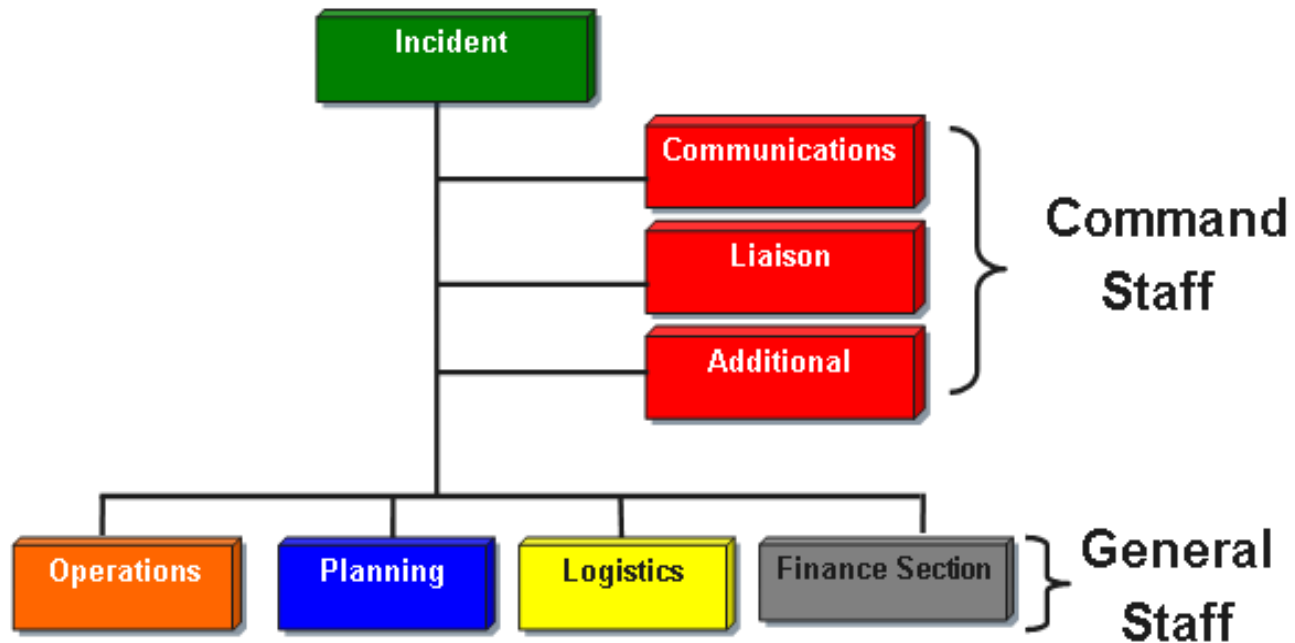 Incident
Communications
Liaison
Additional
Command
Staff
Operations
Planning
Logistics
Finance Section
General
Staff